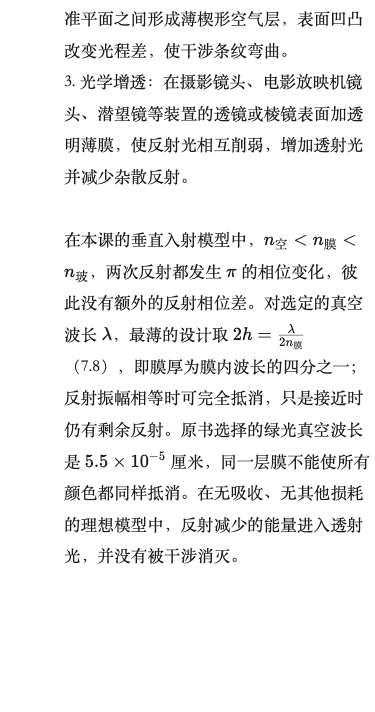 准平面之间形成薄楔形空气层，表面凹凸
改变光程差，使干涉条纹弯曲。
3. 光学增透：在摄影镜头、电影放映机镜
头、潜望镜等装置的透镜或棱镜表面加透
明薄膜，使反射光相互削弱，增加透射光
并减少杂散反射。
在本课的垂直入射模型中，n空 < n膜 <
n玻，两次反射都发生 π 的相位变化，彼
此没有额外的反射相位差。对选定的真空
波长 λ，最薄的设计取 2h = λ/2n膜
（7.8），即膜厚为膜内波长的四分之一；
反射振幅相等时可完全抵消，只是接近时
仍有剩余反射。原书选择的绿光真空波长
是 5.5 × 10⁻⁵ 厘米，同一层膜不能使所有
颜色都同样抵消。在无吸收、无其他损耗
的理想模型中，反射减少的能量进入透射
光，并没有被干涉消灭。